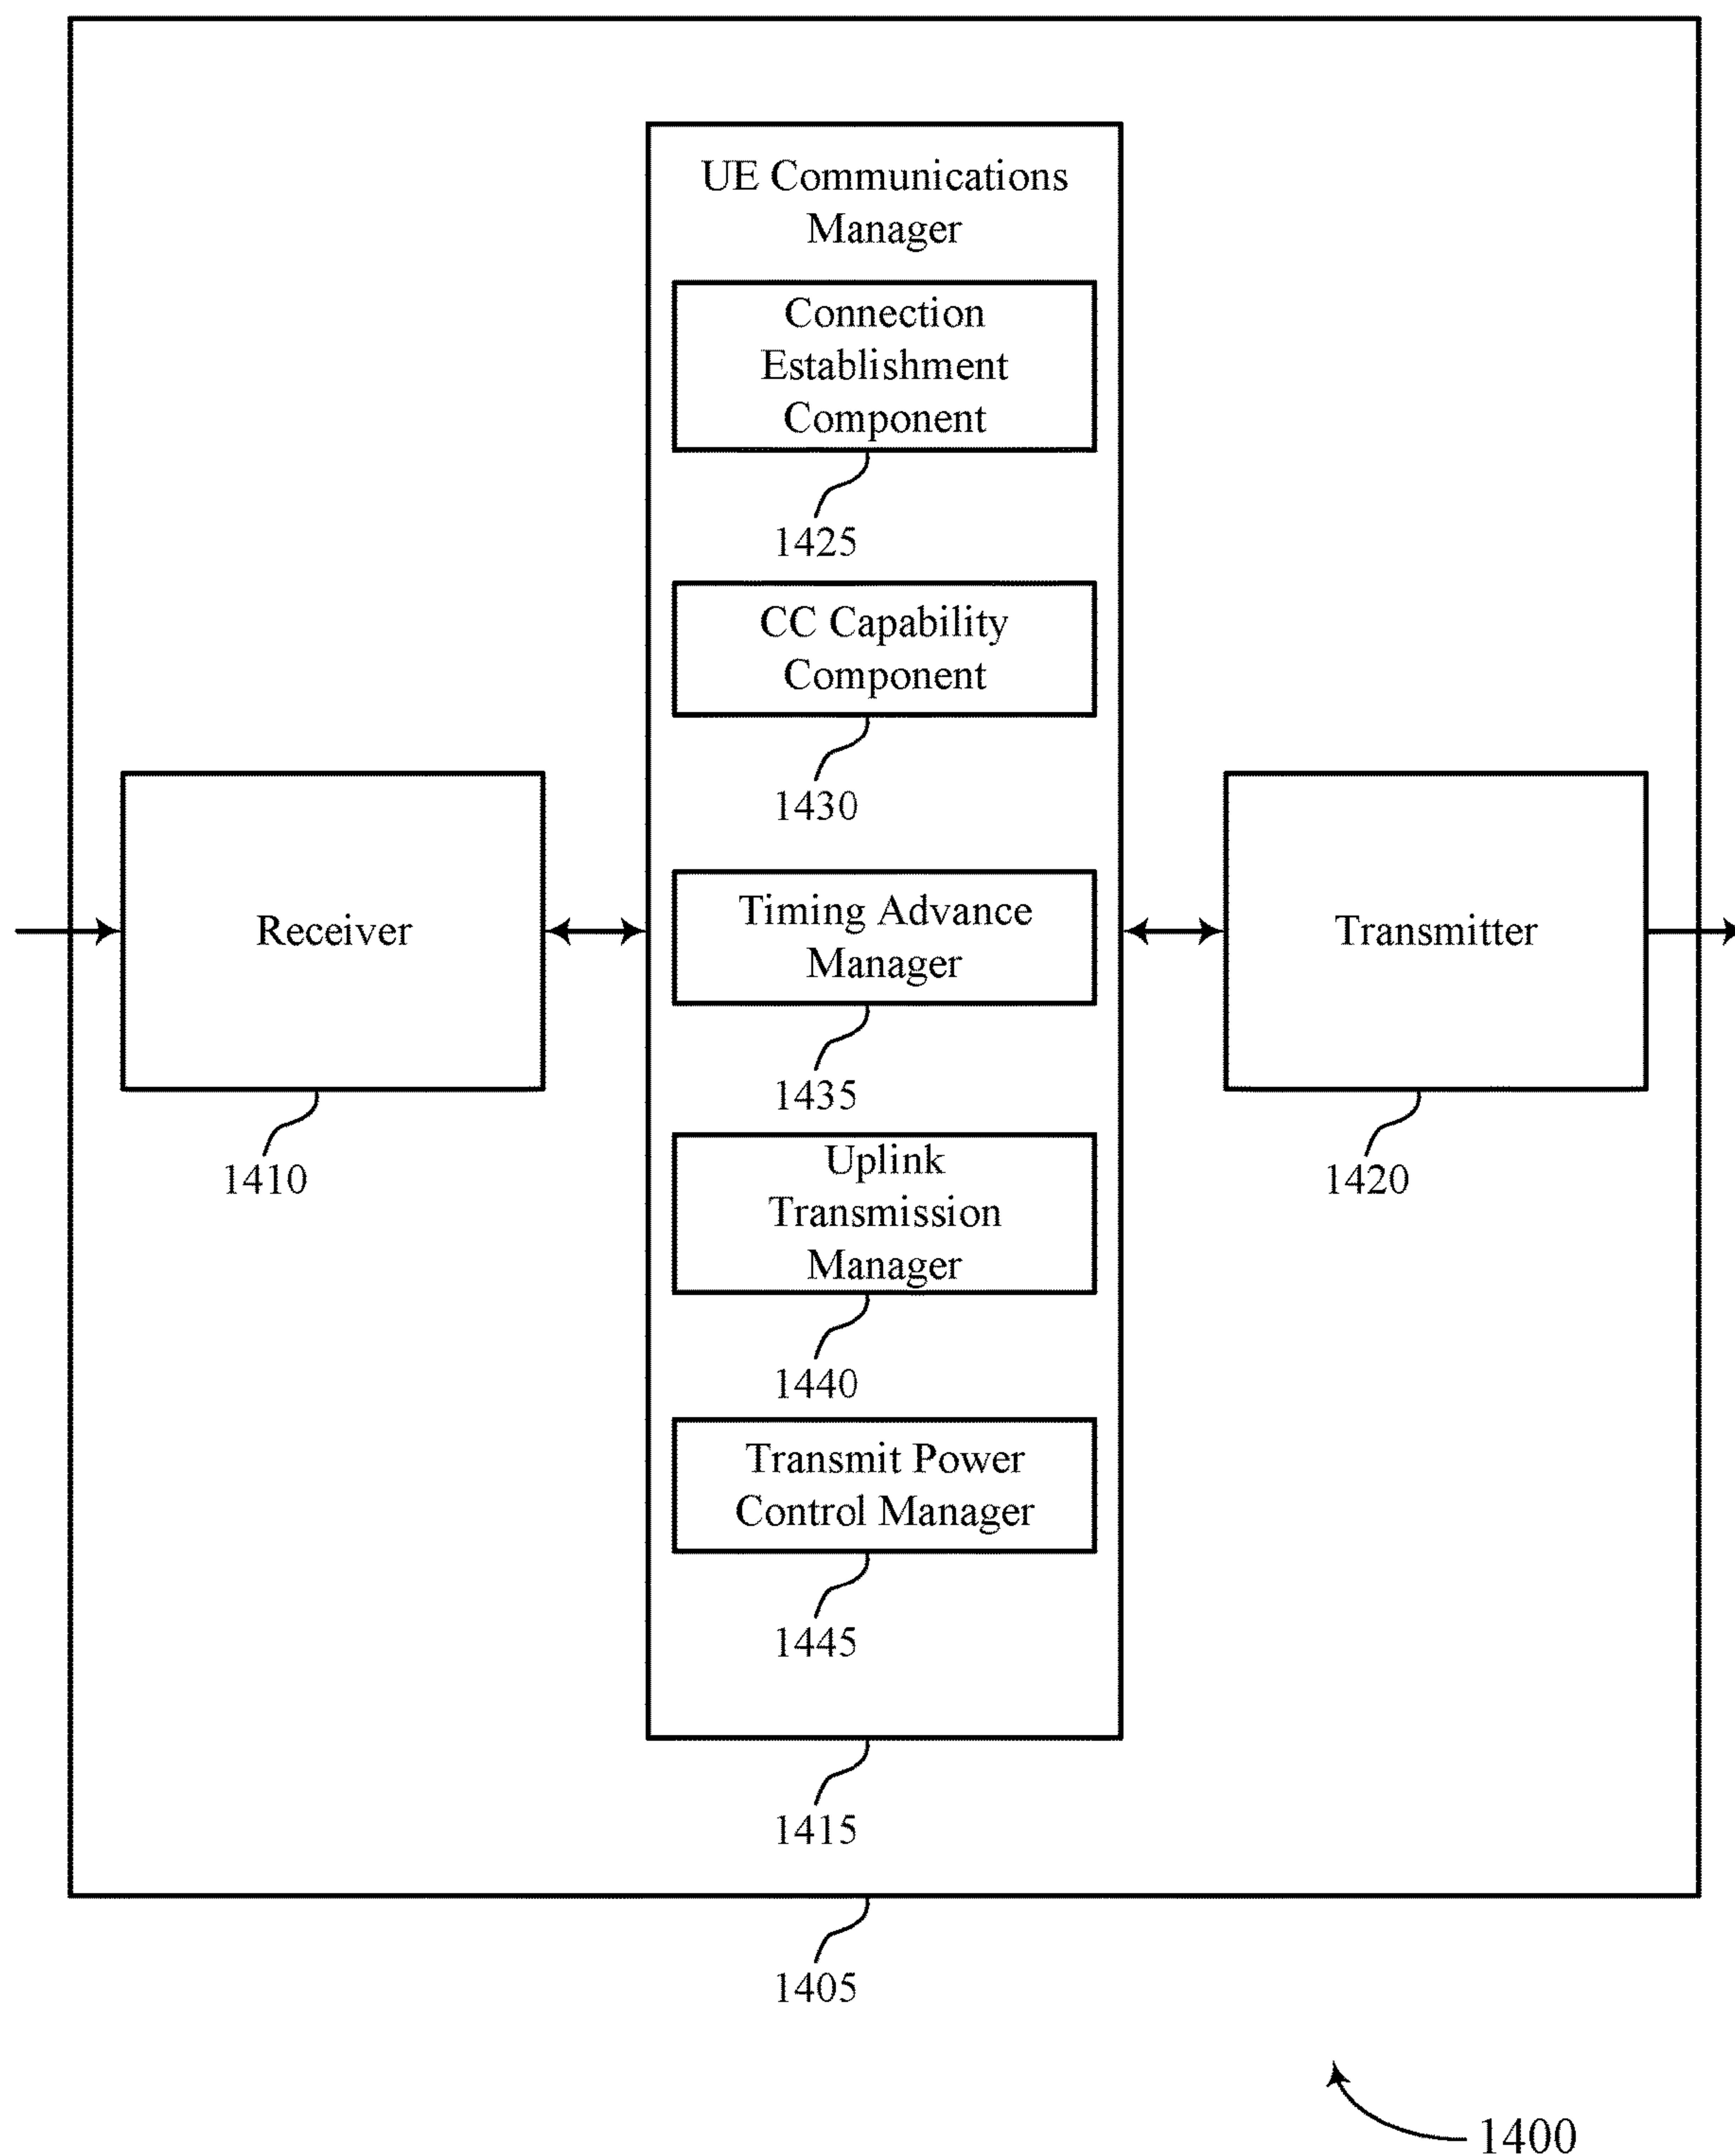 UE Communications
Manager
Connection
Establishment
Component
1425
CC Capability
Component
1430
Receiver
1410
Timing Advance
Manager
1435
Transmitter
1420
Uplink
Transmission
Manager
1440
Transmit Power
Control Manager
1445
1415
1405
1400